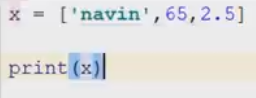 x = ['navin',65,2.5]
print(x)